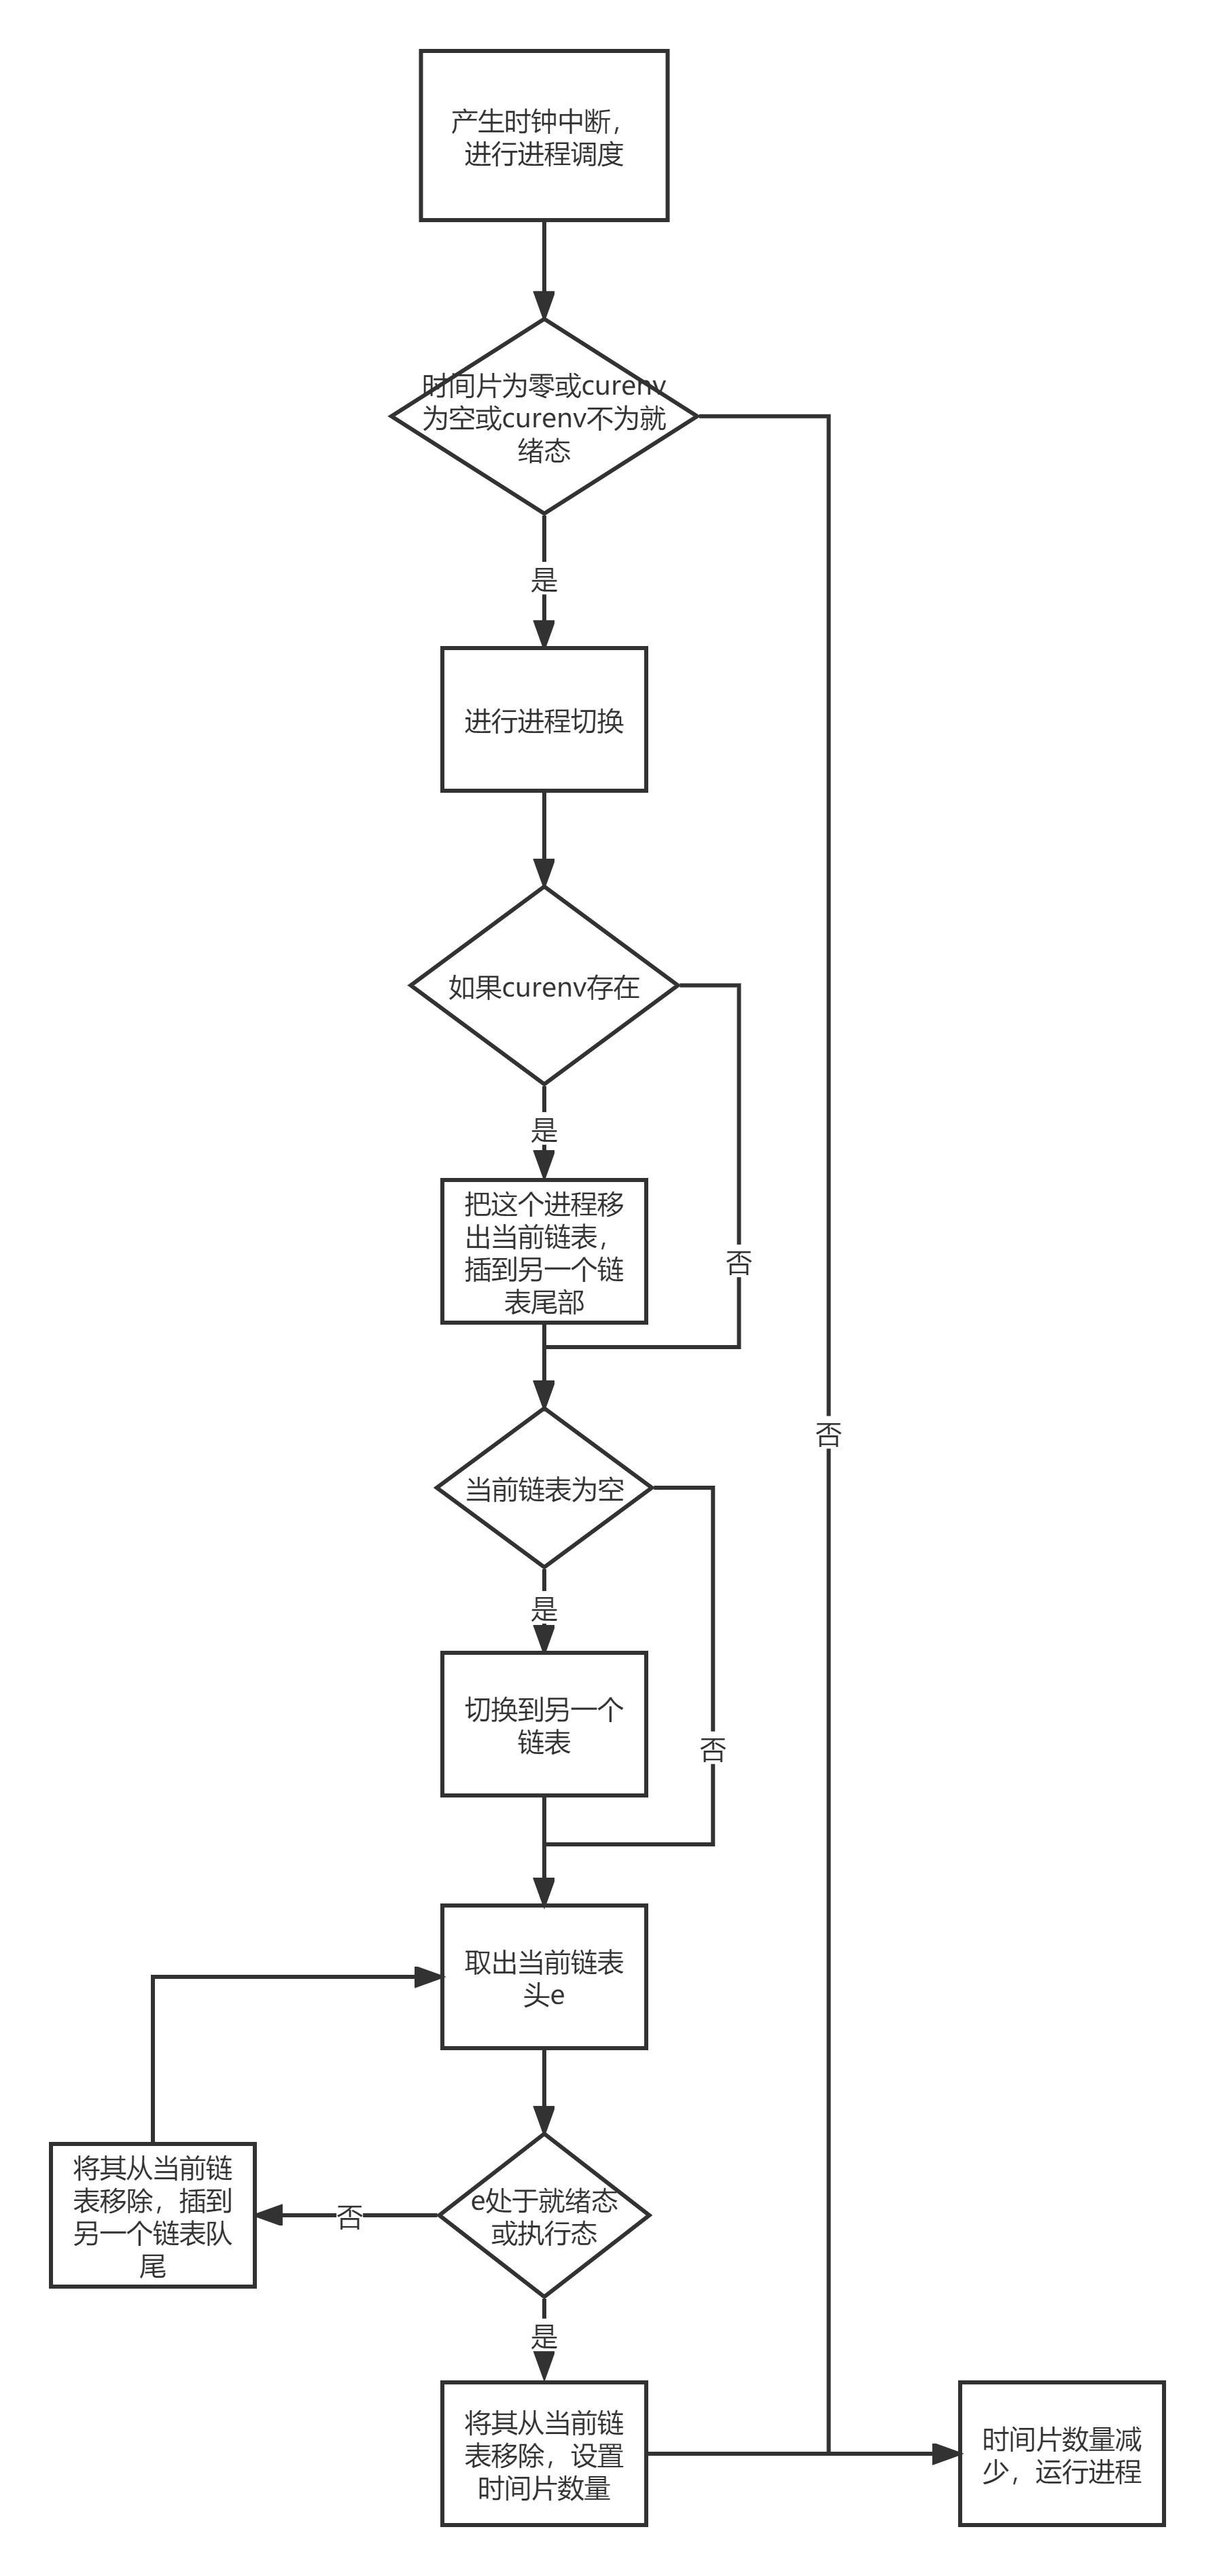 产生时钟中断，
进行进程调度
时间片为零或curenv
为空或curenv不为就
绪态
是
进行进程切换
如果curenv存在
是
把这个进程移
出当前链表，
插到另一个链
表尾部
否
否
当前链表为空
是
切换到另一个
链表
否
取出当前链表
头e
将其从当前链
表移除，插到
另一个链表队
尾
否
e处于就绪态
或执行态
是
将其从当前链
表移除，设置
时间片数量
时间片数量减
少，运行进程